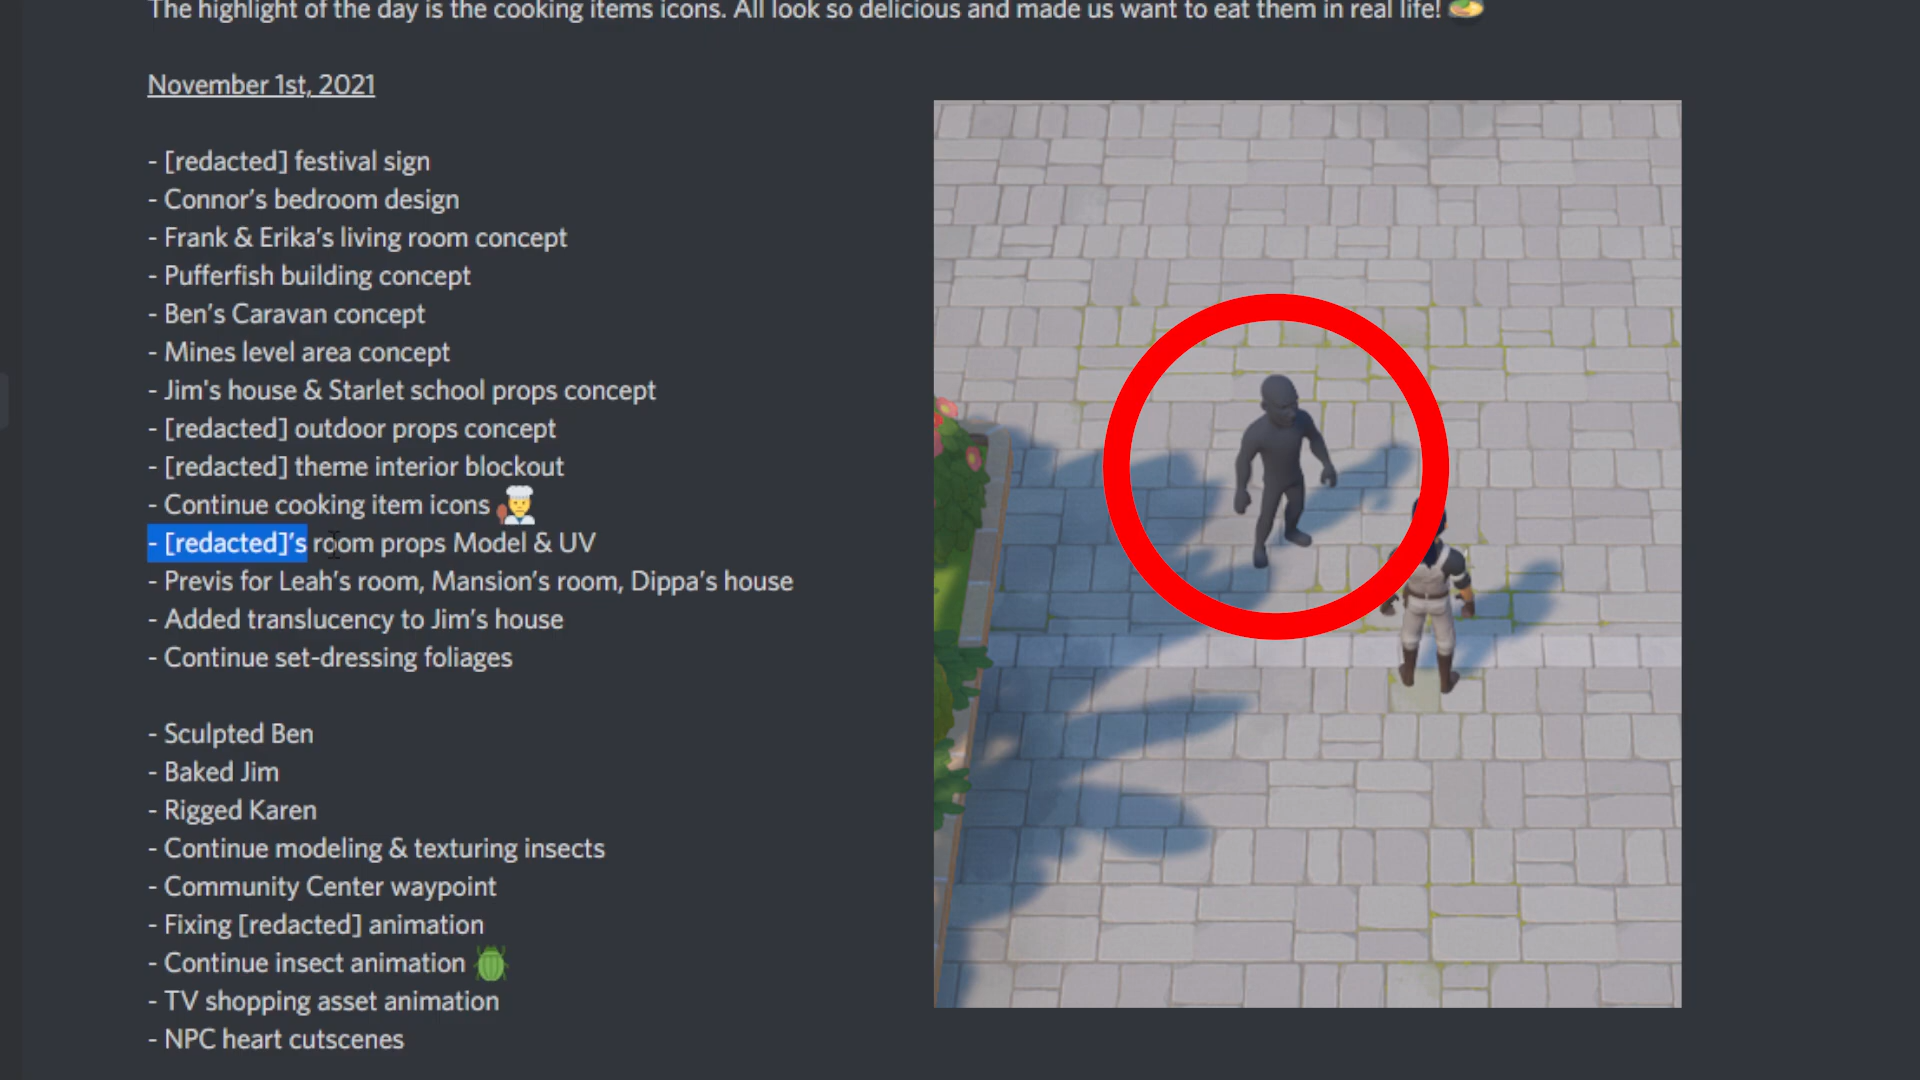 The highlight of the day is the cooking items icons. All look so delicious and made us want to eat them in real life!
November 1st, 2021
- [redacted] festival sign
- Connor's bedroom design
- Frank & Erika's living room concept
- Pufferfish building concept
- Ben's Caravan concept
- Mines level area concept
- Jim's house & Starlet school props concept
- [redacted] outdoor props concept
- [redacted] theme interior blockout
- Continue cooking item icons
- [redacted]'s room props Model & UV
- Previs for Leah's room, Mansion's room, Dippa's house
- Added translucency to Jim's house
- Continue set-dressing foliages
- Sculpted Ben
- Baked Jim
- Rigged Karen
- Continue modeling & texturing insects
- Community Center waypoint
- Fixing [redacted] animation
- Continue insect animation
- TV shopping asset animation
- NPC heart cutscenes